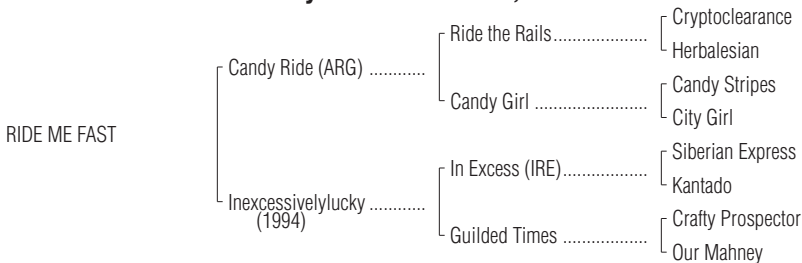 Cryptoclearance
Ride the Rails....................
Herbalesian
Candy Ride (ARG) ............
Candy Stripes
Candy Girl ........................
City Girl
RIDE ME FAST
Siberian Express
In Excess (IRE)..................
Kantado
Inexcessivelylucky ............
(1994)
Crafty Prospector
Guilded Times ..................
Our Mahney